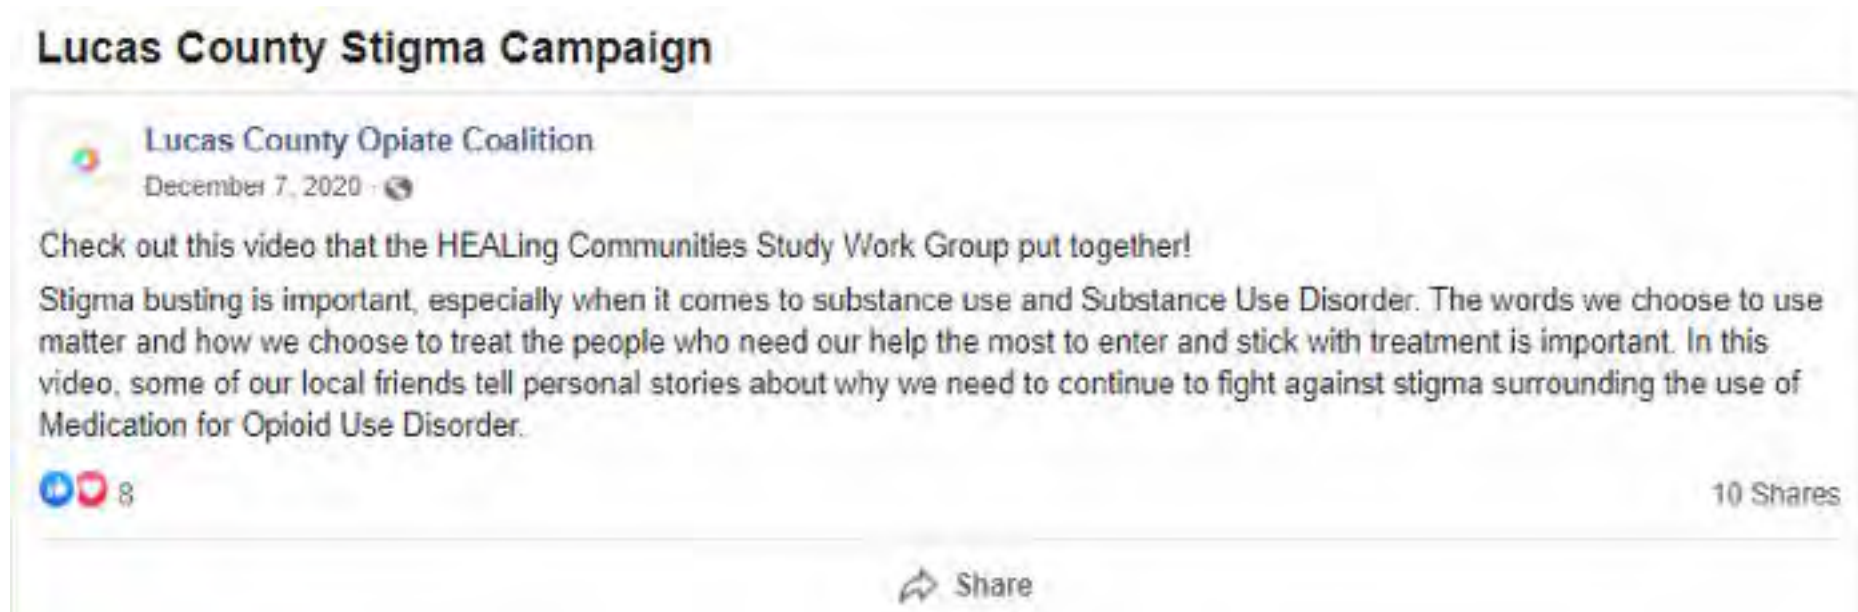 Lucas County Stigma Campaign
Lucas County Opiate Coalition
December 7, 2020 ·
Check out this video that the HEALing Communities Study Work Group put together!
Stigma busting is important, especially when it comes to substance use and Substance Use Disorder. The words we choose to use
matter and how we choose to treat the people who need our help the most to enter and stick with treatment is important. In this
video, some of our local friends tell personal stories about why we need to continue to fight against stigma surrounding the use of
Medication for Opioid Use Disorder.
8
10 Shares
Share